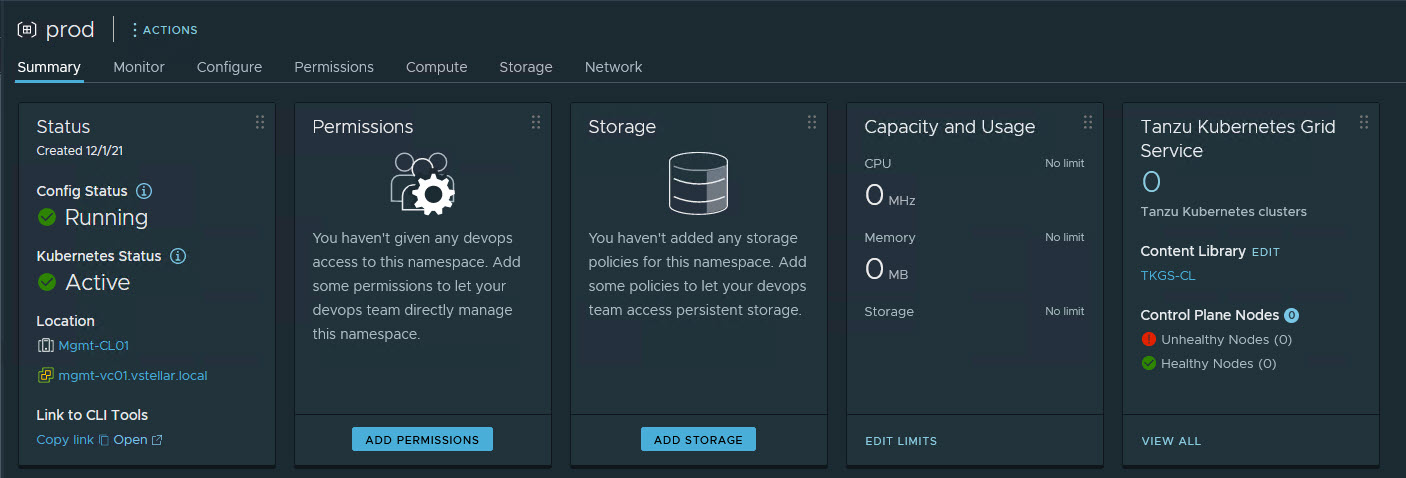 prod
ACTIONS
Summary Monitor Configure Permissions Compute Storage Network
Status
Created 12/1/21
Config Status
Running
Kubernetes Status
Active
Location
Mgmt-CL01
mgmt-vc01.vstellar.local
Link to CLI Tools
Copy link Open
Permissions
You haven't given any devops
access to this namespace. Add
some permissions to let your
devops team directly manage
this namespace.
ADD PERMISSIONS
Storage
You haven't added any storage
policies for this namespace. Add
some policies to let your devops
team access persistent storage.
ADD STORAGE
Capacity and Usage
CPU No limit
0 MHz
Memory No limit
0 MB
Storage No limit
EDIT LIMITS
Tanzu Kubernetes Grid
Service
0
Tanzu Kubernetes clusters
Content Library EDIT
TKGS-CL
Control Plane Nodes 0
Unhealthy Nodes (0)
Healthy Nodes (0)
VIEW ALL